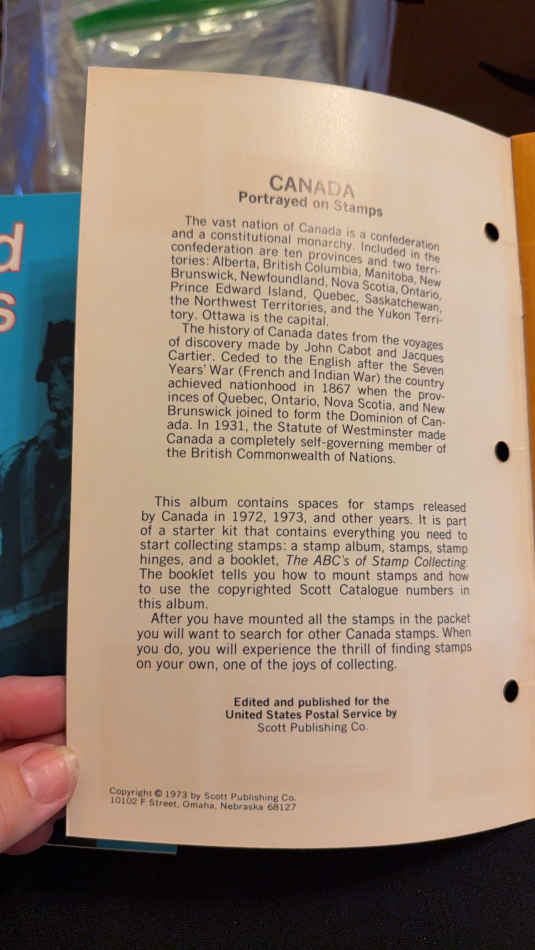 d
s
CANADA
Portrayed on Stamps
The vast nation of Canada is a confederation
and a constitutional monarchy. Included in the
confederation are ten provinces and two terri-
tories: Alberta, British Columbia, Manitoba, New
Brunswick, Newfoundland, Nova Scotia, Ontario,
Prince Edward Island, Quebec, Saskatchewan,
the Northwest Territories, and the Yukon Terri-
tory. Ottawa is the capital.
The history of Canada dates from the voyages
of discovery made by John Cabot and Jacques
Cartier. Ceded to the English after the Seven
Years' War (French and Indian War) the country
achieved nationhood in 1867 when the prov-
inces of Quebec, Ontario, Nova Scotia, and New
Brunswick joined to form the Dominion of Can-
ada. In 1931, the Statute of Westminster made
Canada a completely self-governing member of
the British Commonwealth of Nations.
This album contains spaces for stamps released
by Canada in 1972, 1973, and other years. It is part
of a starter kit that contains everything you need to
start collecting stamps: a stamp album, stamps, stamp
hinges, and a booklet, The ABC's of Stamp Collecting.
The booklet tells you how to mount stamps and how
to use the copyrighted Scott Catalogue numbers in
this album.
After you have mounted all the stamps in the packet
you will want to search for other Canada stamps. When
you do, you will experience the thrill of finding stamps
on your own, one of the joys of collecting.
Edited and published for the
United States Postal Service by
Scott Publishing Co.
Copyright © 1973 by Scott Publishing Co.
10102 F Street, Omaha, Nebraska 68127